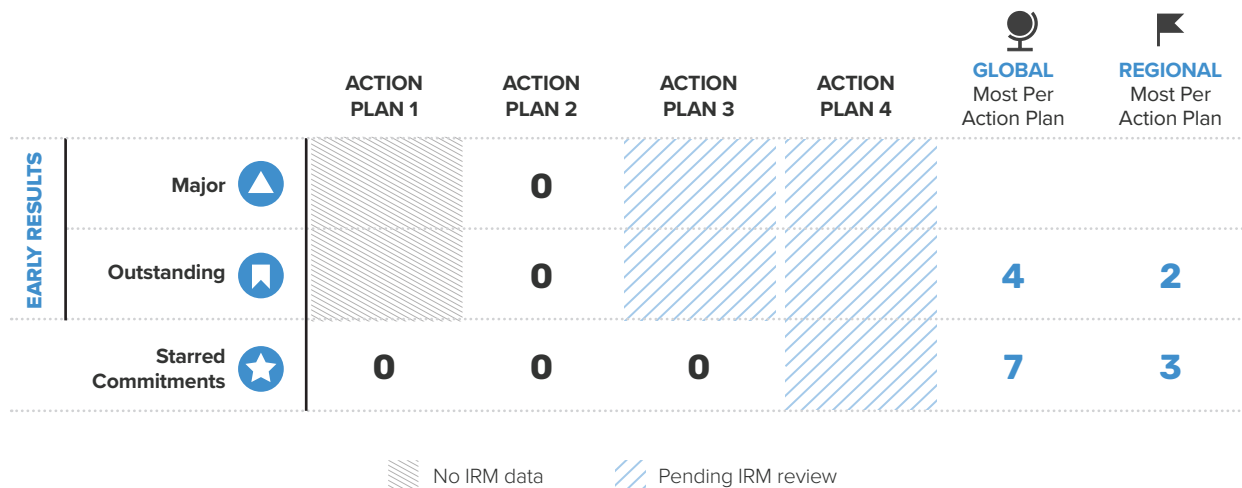 ACTION
PLAN 1
ACTION
PLAN 2
ACTION
PLAN 3
ACTION
PLAN 4
GLOBAL
Most Per
Action Plan
REGIONAL
Most Per
Action Plan
EARLY RESULTS
Major
0
Outstanding
0
4
2
Starred
Commitments
0
0
0
7
3
No IRM data
Pending IRM review